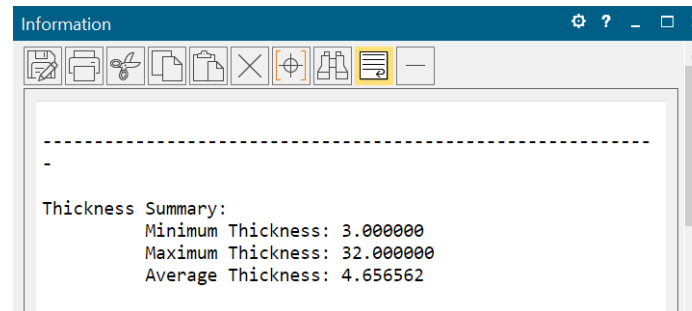 Information
-----------------------------------------------------------
-
Thickness Summary:
Minimum Thickness: 3.000000
Maximum Thickness: 32.000000
Average Thickness: 4.656562